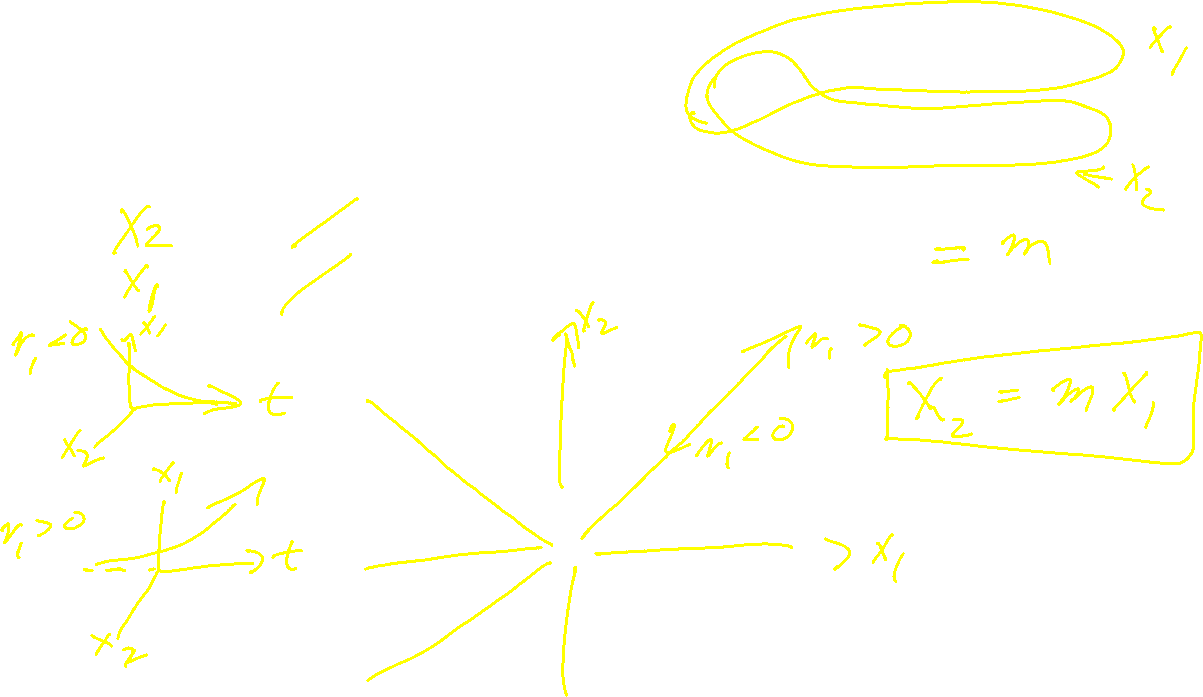 x₁
x₂
= m
X₂
X₁
r₁ < 0
x₁
t
x₂
x₂
r₁ > 0
r₁ < 0
x₂ = m x₁
r₁ > 0
x₁
t
x₂
x₁